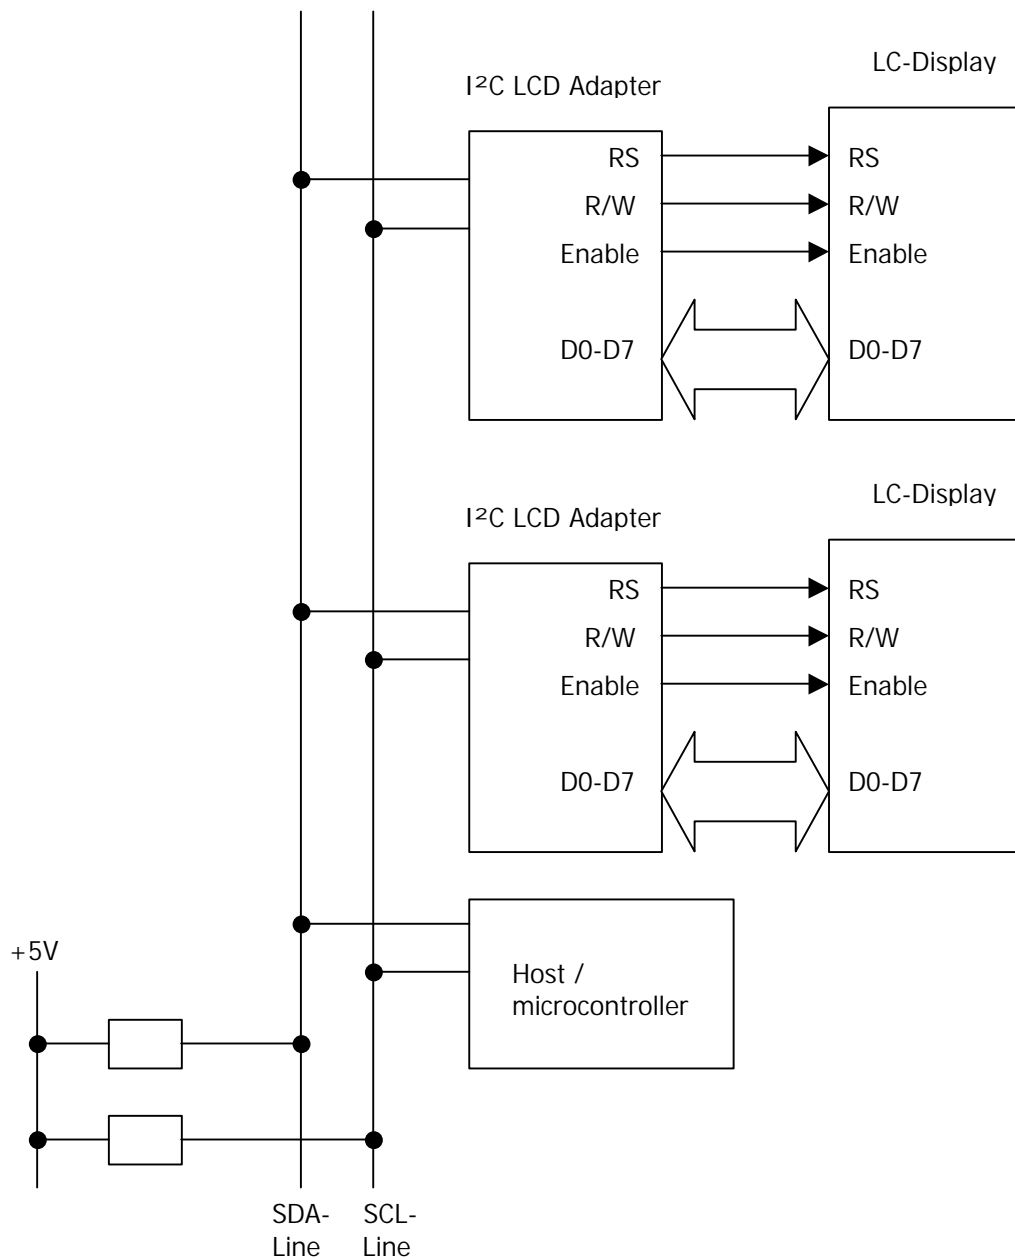 LC-Display
I²C LCD Adapter
RS
RS
R/W
R/W
Enable
Enable
D0-D7
D0-D7
LC-Display
I²C LCD Adapter
RS
RS
R/W
R/W
Enable
Enable
D0-D7
D0-D7
+5V
Host /
microcontroller
SDA-
Line
SCL-
Line